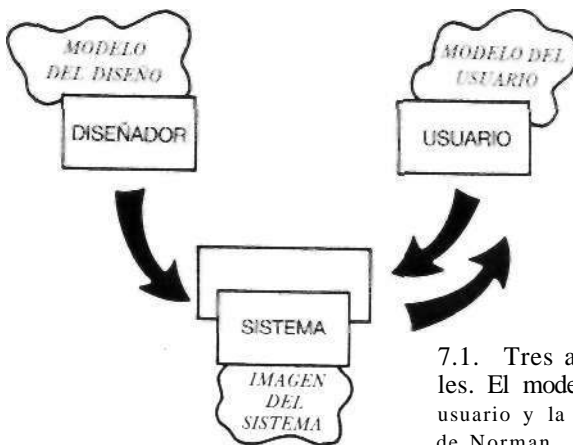 MODELO
DEL DISEÑO
DISEÑADOR
MODELO DEL
USUARIO
USUARIO
SISTEMA
IMAGEN
DEL
SISTEMA
7.1. Tres a
les. El mode
usuario y la
de Norman